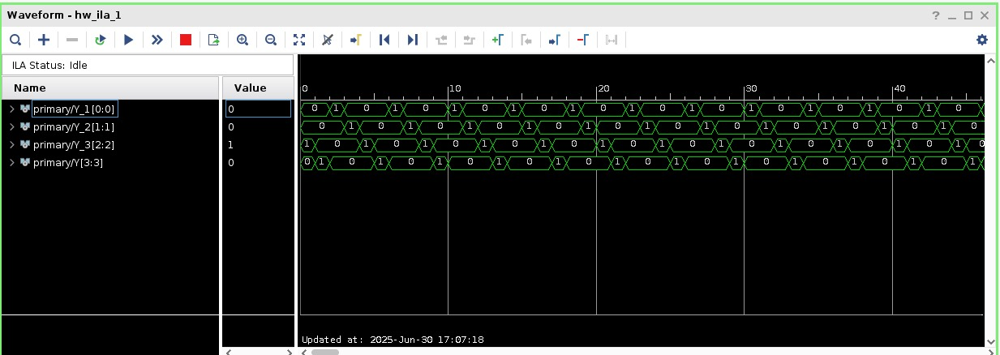 Waveform - hw_ila_1
?
ILA Status: Idle
Name Value
0 10 20 30 40
primary/Y_1[0:0] 0 0 1 0 1 0 1 0 1 0 1 0 1 0 1 0 1 0 1 0 1 0 1 0
primary/Y_2[1:1] 0 0 1 0 1 0 1 0 1 0 1 0 1 0 1 0 1 0 1 0 1 0 1 0
primary/Y_3[2:2] 1 1 0 1 0 1 0 1 0 1 0 1 0 1 0 1 0 1 0 1 0 1 0 1 0
primary/Y[3:3] 0 0 1 0 1 0 1 0 1 0 1 0 1 0 1 0 1 0 1 0 1 0 1 0 1
Updated at: 2025-Jun-30 17:07:18